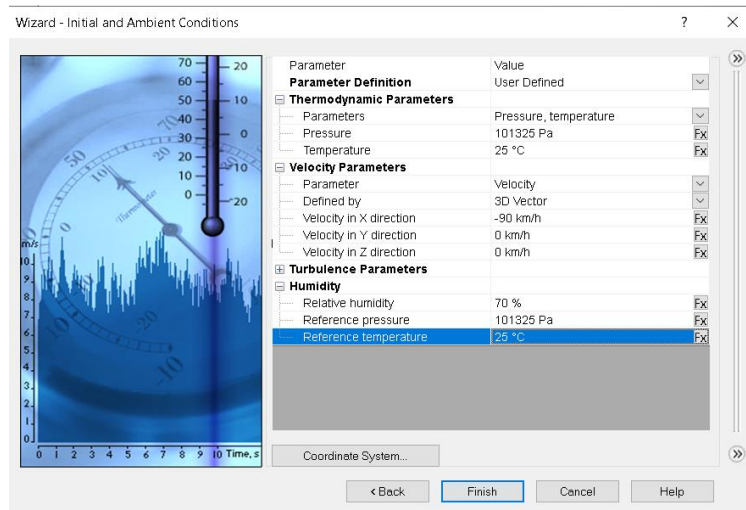 Wizard - Initial and Ambient Conditions ? ×
Parameter Value
Parameter Definition User Defined
Thermodynamic Parameters
Parameters Pressure, temperature
Pressure 101325 Pa Fx
Temperature 25 °C Fx
Velocity Parameters
Parameter Velocity
Defined by 3D Vector
Velocity in X direction -90 km/h Fx
Velocity in Y direction 0 km/h Fx
Velocity in Z direction 0 km/h Fx
Turbulence Parameters
Humidity
Relative humidity 70 % Fx
Reference pressure 101325 Pa Fx
Reference temperature 25 °C Fx
70 20
60
50 10
40
30 0
20
10 10
0
20
Thermometer
m/s
10
9
8
7
6
5
4
3
2
1
0
0 1 2 3 4 5 6 7 8 9 10 Time, s
Coordinate System...
< Back Finish Cancel Help